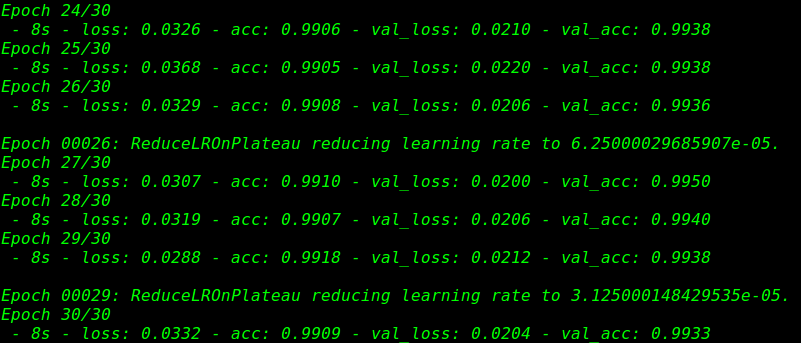 Epoch 24/30
- 8s - loss: 0.0326 - acc: 0.9906 - val_loss: 0.0210 - val_acc: 0.9938
Epoch 25/30
- 8s - loss: 0.0368 - acc: 0.9905 - val_loss: 0.0220 - val_acc: 0.9938
Epoch 26/30
- 8s - loss: 0.0329 - acc: 0.9908 - val_loss: 0.0206 - val_acc: 0.9936
Epoch 00026: ReduceLROnPlateau reducing learning rate to 6.25000029685907e-05.
Epoch 27/30
- 8s - loss: 0.0307 - acc: 0.9910 - val_loss: 0.0200 - val_acc: 0.9950
Epoch 28/30
- 8s - loss: 0.0319 - acc: 0.9907 - val_loss: 0.0206 - val_acc: 0.9940
Epoch 29/30
- 8s - loss: 0.0288 - acc: 0.9918 - val_loss: 0.0212 - val_acc: 0.9938
Epoch 00029: ReduceLROnPlateau reducing learning rate to 3.125000148429535e-05.
Epoch 30/30
- 8s - loss: 0.0332 - acc: 0.9909 - val_loss: 0.0204 - val_acc: 0.9933